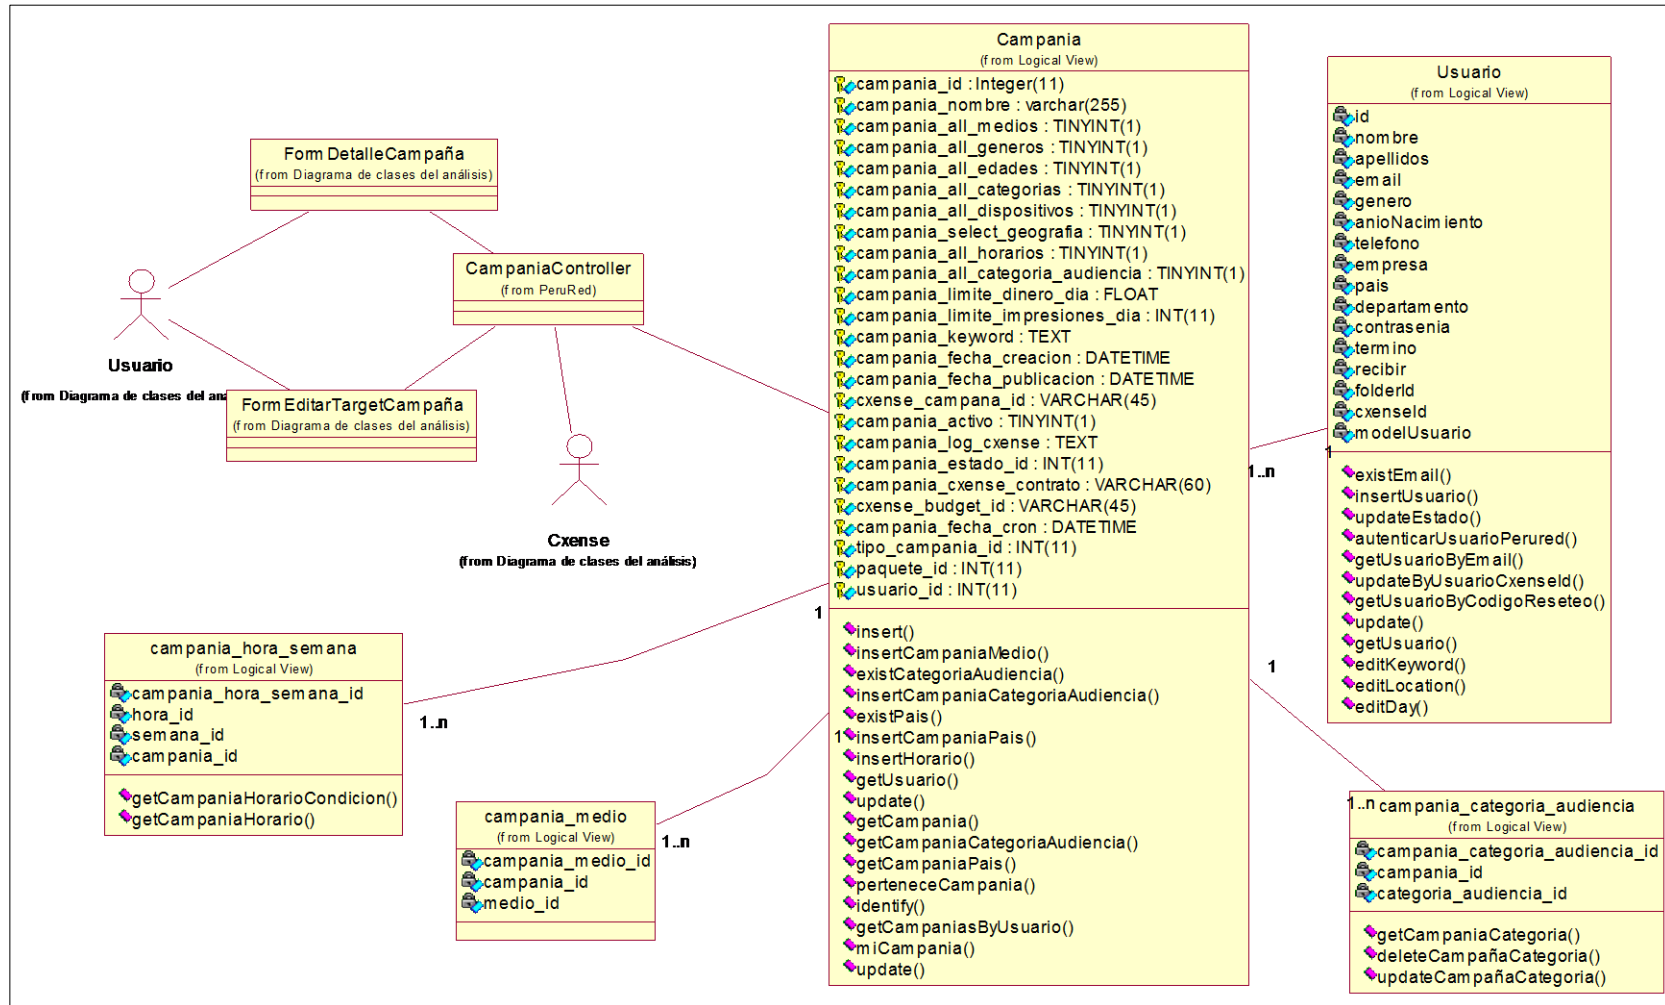 FormDetalleCampaña
(from Diagrama de clases del análisis)
CampaniaController
(from PeruRed)
Usuario
(from Diagrama de clases del aná
FormEditarTargetCampaña
(from Diagrama de clases del análisis)
Cxense
(from Diagrama de clases del análisis)
Campania
(from Logical View)
campania_id : Integer(11)
campania_nombre : varchar(255)
campania_all_medios : TINYINT(1)
campania_all_generos : TINYINT(1)
campania_all_edades : TINYINT(1)
campania_all_categorias : TINYINT(1)
campania_all_dispositivos : TINYINT(1)
campania_select_geografia : TINYINT(1)
campania_all_horarios : TINYINT(1)
campania_all_categoria_audiencia : TINYINT(1)
campania_limite_dinero_dia : FLOAT
campania_limite_impresiones_dia : INT(11)
campania_keyword : TEXT
campania_fecha_creacion : DATETIME
campania_fecha_publicacion : DATETIME
cxense_campana_id : VARCHAR(45)
campania_activo : TINYINT(1)
campania_log_cxense : TEXT
campania_estado_id : INT(11)
campania_cxense_contrato : VARCHAR(60)
cxense_budget_id : VARCHAR(45)
campania_fecha_cron : DATETIME
tipo_campania_id : INT(11)
paquete_id : INT(11)
usuario_id : INT(11)
insert()
insertCampaniaMedio()
existCategoriaAudiencia()
insertCampaniaCategoriaAudiencia()
existPais()
insertCampaniaPais()
insertHorario()
getUsuario()
update()
getCampania()
getCampaniaCategoriaAudiencia()
getCampaniaPais()
perteneceCampania()
identify()
getCampaniasByUsuario()
miCampania()
update()
Usuario
(from Logical View)
id
nombre
apellidos
email
genero
anioNacimiento
telefono
empresa
pais
departamento
contrasenia
termino
recibir
folderId
cxenseId
modelUsuario
existEmail()
insertUsuario()
updateEstado()
autenticarUsuarioPerured()
getUsuarioByEmail()
updateByUsuarioCxenseId()
getUsuarioByCodigoReseteo()
update()
getUsuario()
editKeyword()
editLocation()
editDay()
1
1..n
campania_hora_semana
(from Logical View)
campania_hora_semana_id
hora_id
semana_id
campania_id
getCampaniaHorarioCondicion()
getCampaniaHorario()
1
1..n
campania_medio
(from Logical View)
campania_medio_id
campania_id
medio_id
1
1..n
campania_categoria_audiencia
(from Logical View)
campania_categoria_audiencia_id
campania_id
categoria_audiencia_id
getCampaniaCategoria()
deleteCampañaCategoria()
updateCampañaCategoria()
1
1..n